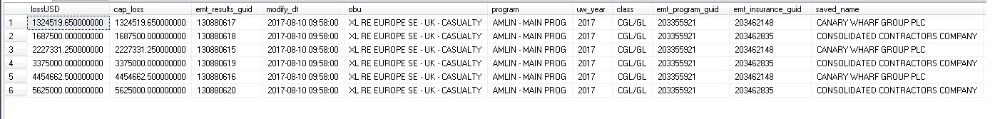 lossUSD cap_loss emt_results_guid modify_dt obu program uw_year class emt_program_guid emt_insurance_guid saved_name
1 1324519.650000000 1324519.650000000 130880617 2017-08-10 09:58:00 XL RE EUROPE SE - UK - CASUALTY AMLIN - MAIN PROG 2017 CGL/GL 203355921 203462148 CANARY WHARF GROUP PLC
2 1687500.000000000 1687500.000000000 130880618 2017-08-10 09:58:00 XL RE EUROPE SE - UK - CASUALTY AMLIN - MAIN PROG 2017 CGL/GL 203355921 203462835 CONSOLIDATED CONTRACTORS COMPANY
3 2227331.250000000 2227331.250000000 130880615 2017-08-10 09:58:00 XL RE EUROPE SE - UK - CASUALTY AMLIN - MAIN PROG 2017 CGL/GL 203355921 203462148 CANARY WHARF GROUP PLC
4 3375000.000000000 3375000.000000000 130880619 2017-08-10 09:58:00 XL RE EUROPE SE - UK - CASUALTY AMLIN - MAIN PROG 2017 CGL/GL 203355921 203462835 CONSOLIDATED CONTRACTORS COMPANY
5 4454662.500000000 4454662.500000000 130880616 2017-08-10 09:58:00 XL RE EUROPE SE - UK - CASUALTY AMLIN - MAIN PROG 2017 CGL/GL 203355921 203462148 CANARY WHARF GROUP PLC
6 5625000.000000000 5625000.000000000 130880620 2017-08-10 09:58:00 XL RE EUROPE SE - UK - CASUALTY AMLIN - MAIN PROG 2017 CGL/GL 203355921 203462835 CONSOLIDATED CONTRACTORS COMPANY